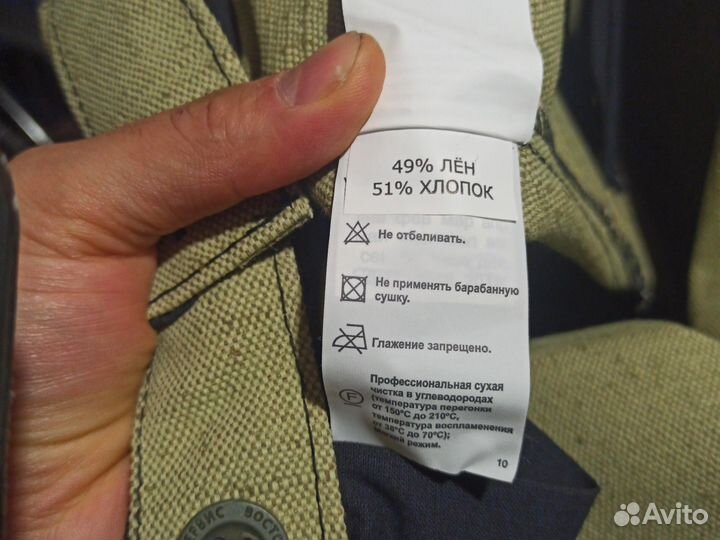 49% ЛЁН
51% ХЛОПОК
Не отбеливать.
Не применять барабанную
сушку.
Глажение запрещено.
F
Профессиональная сухая
чистка в углеводородах
(температура перегонки
от 150°C до 210°C,
температура воспламенения
от 38°C до 70°C);
мягкий режим.
10
ВОСТО
Avito